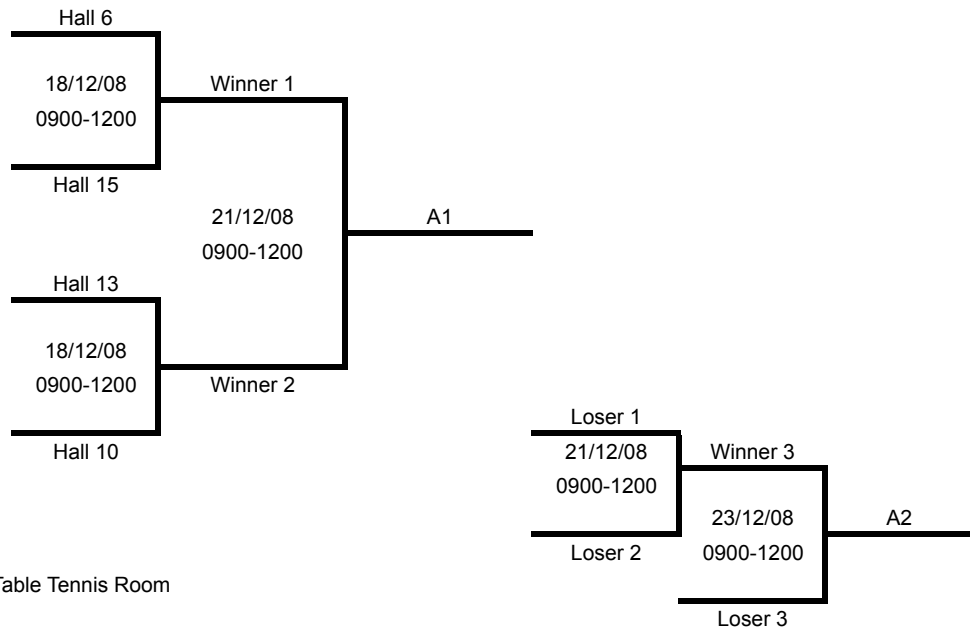 Hall 6
18/12/08
0900-1200
Winner 1
Hall 15
21/12/08
0900-1200
A1
Hall 13
18/12/08
0900-1200
Winner 2
Hall 10
Loser 1
21/12/08
0900-1200
Winner 3
Loser 2
23/12/08
0900-1200
A2
Loser 3
Table Tennis Room